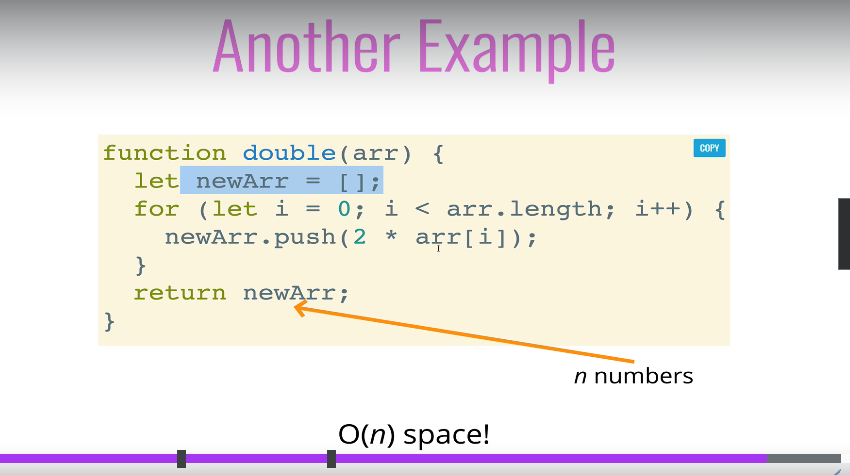 Another Example
function double(arr) {
COPY
let newArr = [];
for (let i = 0; i < arr.length; i++) {
newArr.push(2 * arr[i]);
}
return newArr;
}
n numbers
O(n) space!